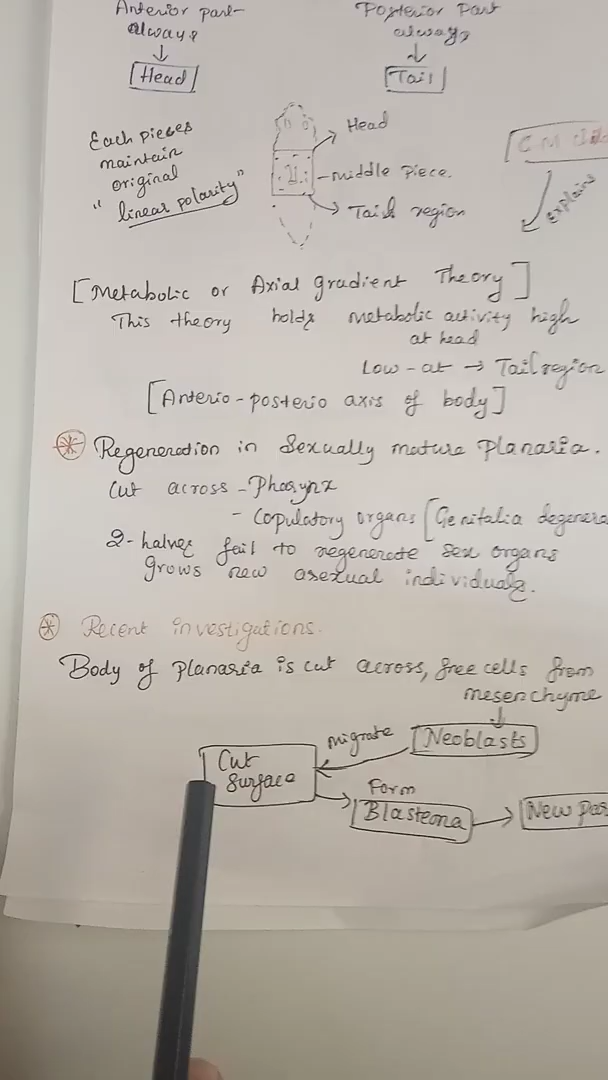 Anterior part-
always
[Head]
Posterior Part
always
[Tail]
Each pieces
maintain
original
"linear polarity"
Head
-middle piece.
Tail region
explains
[Metabolic or Axial gradient Theory]
This theory holds metabolic activity high
at head
Low-at → Tail region
[Anterio-posterio axis of body]
Regeneration in Sexually mature Planaria.
Cut across - Pharynx
- Copulatory organs [Genitalia degenera
2-halves fail to regenerate sex organs
grows new asexual individuals.
Recent investigations.
Body of Planaria is cut across, free cells from
mesenchyme
migrate
Neoblasts
Cut
Surface
Form
Blastema
New